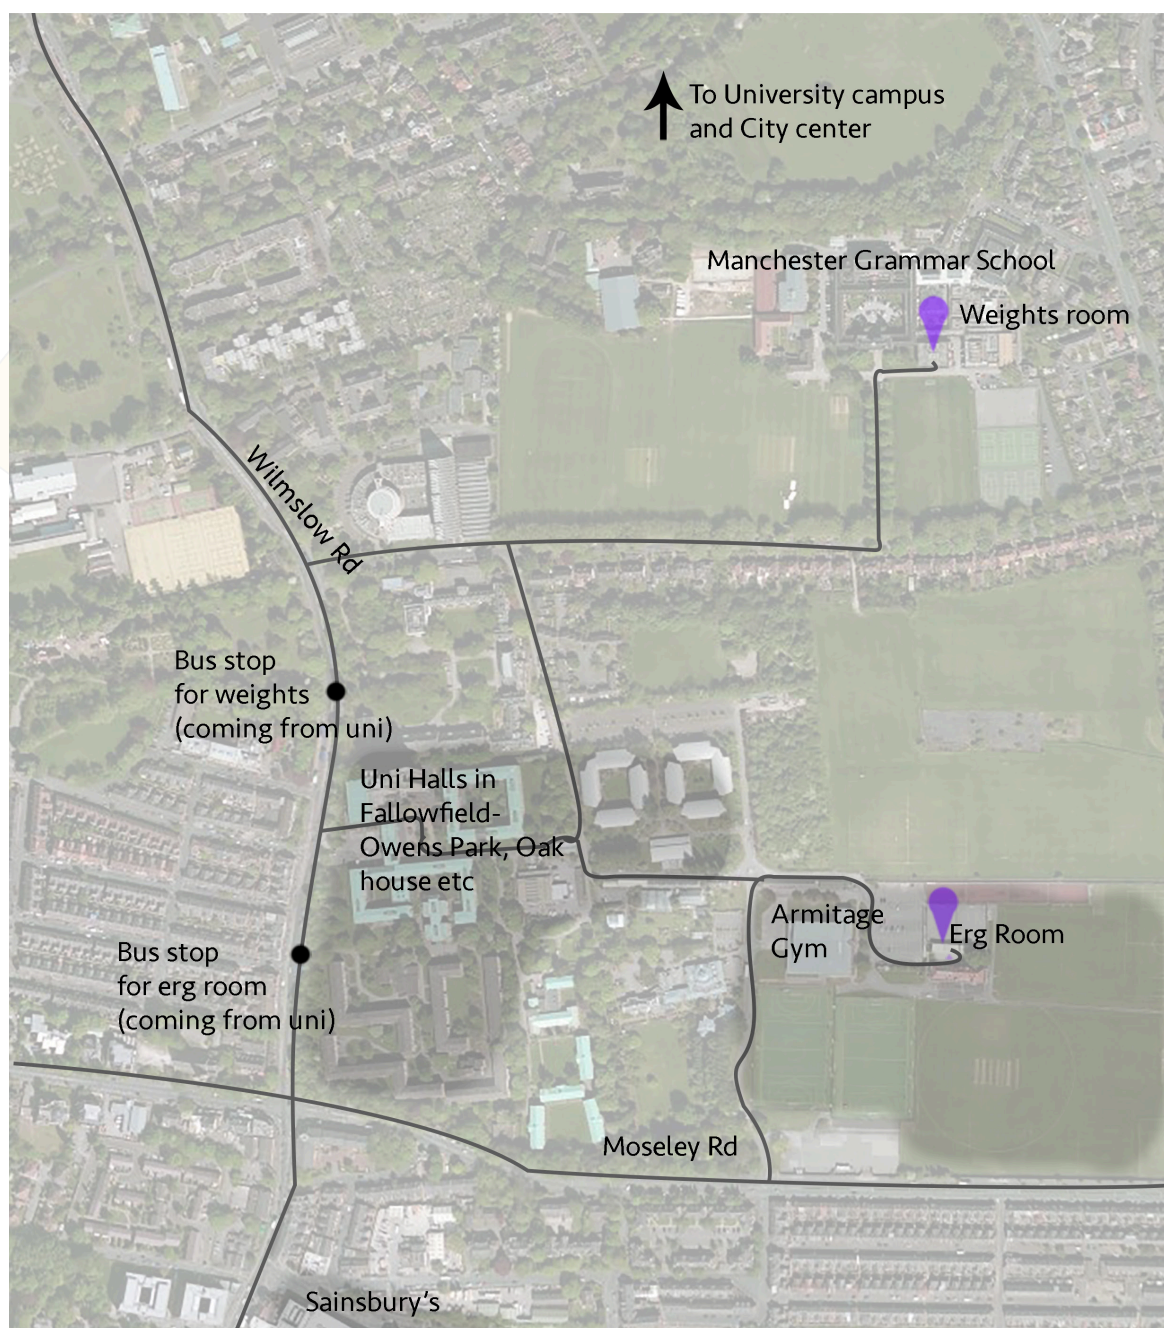 To University campus
and City center
Manchester Grammar School
Weights room
Wilmslow Rd
Bus stop
for weights
(coming from uni)
Uni Halls in
Fallowfield-
Owens Park, Oak
house etc
Armitage
Gym
Erg Room
Bus stop
for erg room
(coming from uni)
Moseley Rd
Sainsbury's